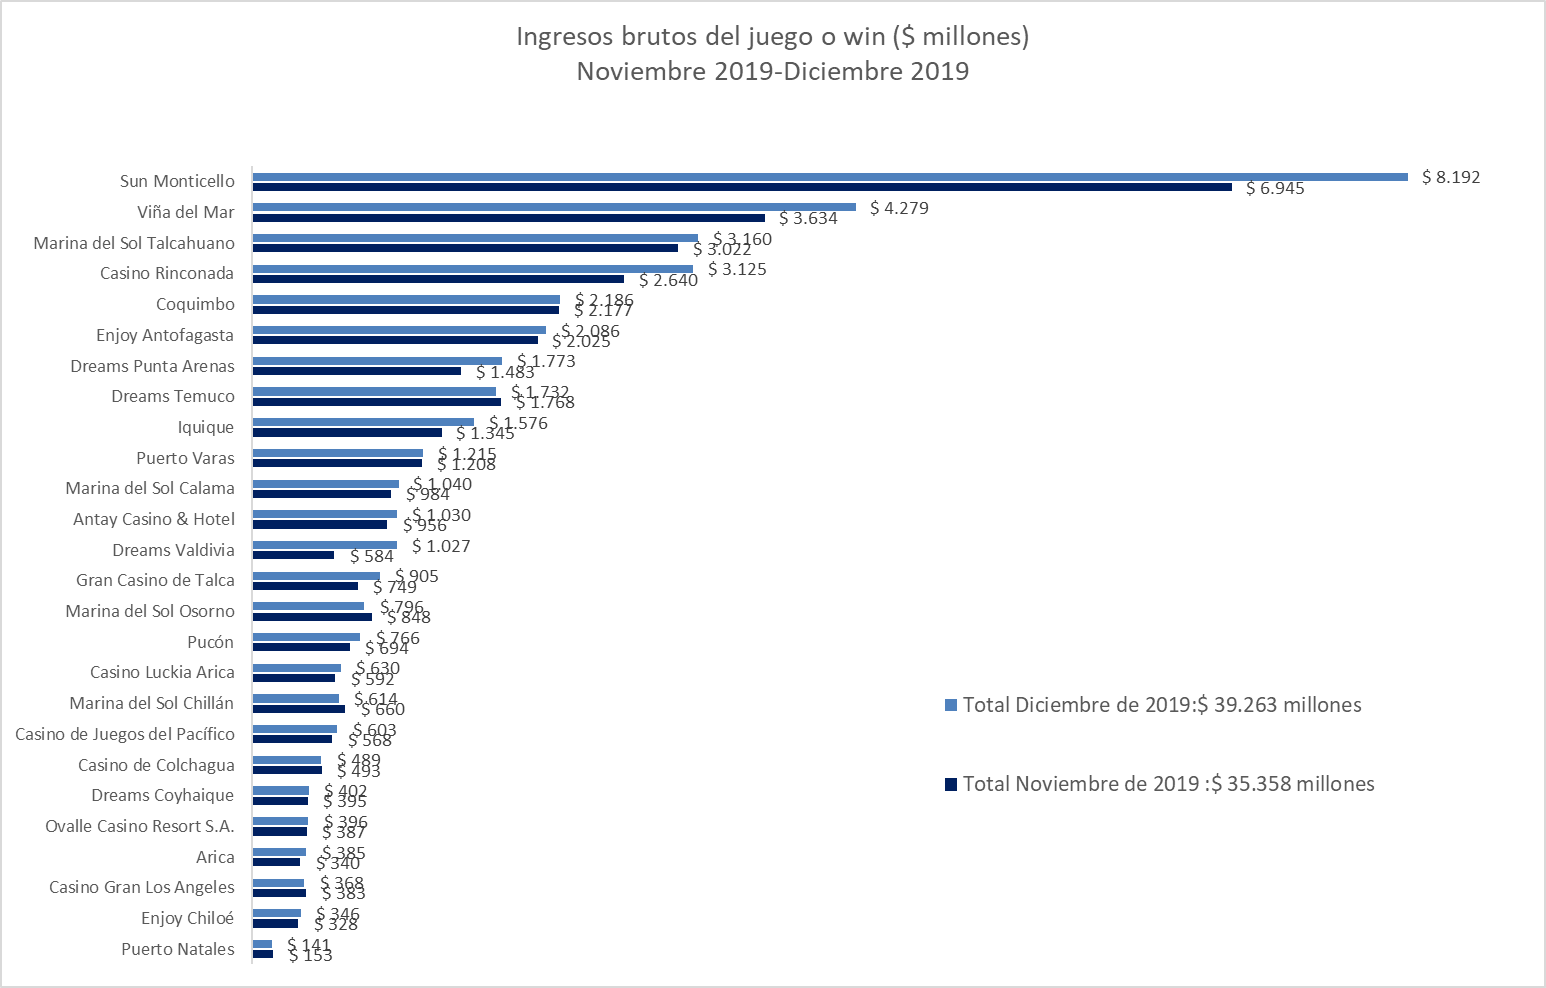 Ingresos brutos del juego o win ($ millones)
Noviembre 2019-Diciembre 2019
Sun Monticello
$ 8.192
$ 6.945
Viña del Mar
$ 4.279
$ 3.634
Marina del Sol Talcahuano
$ 3.160
$ 3.022
Casino Rinconada
$ 3.125
$ 2.640
Coquimbo
$ 2.186
$ 2.177
Enjoy Antofagasta
$ 2.086
$ 2.025
Dreams Punta Arenas
$ 1.773
$ 1.483
Dreams Temuco
$ 1.732
$ 1.768
Iquique
$ 1.576
$ 1.345
Puerto Varas
$ 1.215
$ 1.208
Marina del Sol Calama
$ 1.040
$ 984
Antay Casino & Hotel
$ 1.030
$ 956
Dreams Valdivia
$ 1.027
$ 584
Gran Casino de Talca
$ 905
$ 749
Marina del Sol Osorno
$ 796
$ 848
Pucón
$ 766
$ 694
Casino Luckia Arica
$ 630
$ 592
Marina del Sol Chillán
$ 614
$ 660
Casino de Juegos del Pacífico
$ 603
$ 568
Casino de Colchagua
$ 489
$ 493
Dreams Coyhaique
$ 402
$ 395
Ovalle Casino Resort S.A.
$ 396
$ 387
Arica
$ 385
$ 340
Casino Gran Los Angeles
$ 368
$ 383
Enjoy Chiloé
$ 346
$ 328
Puerto Natales
$ 141
$ 153
Total Diciembre de 2019:$ 39.263 millones
Total Noviembre de 2019 :$ 35.358 millones